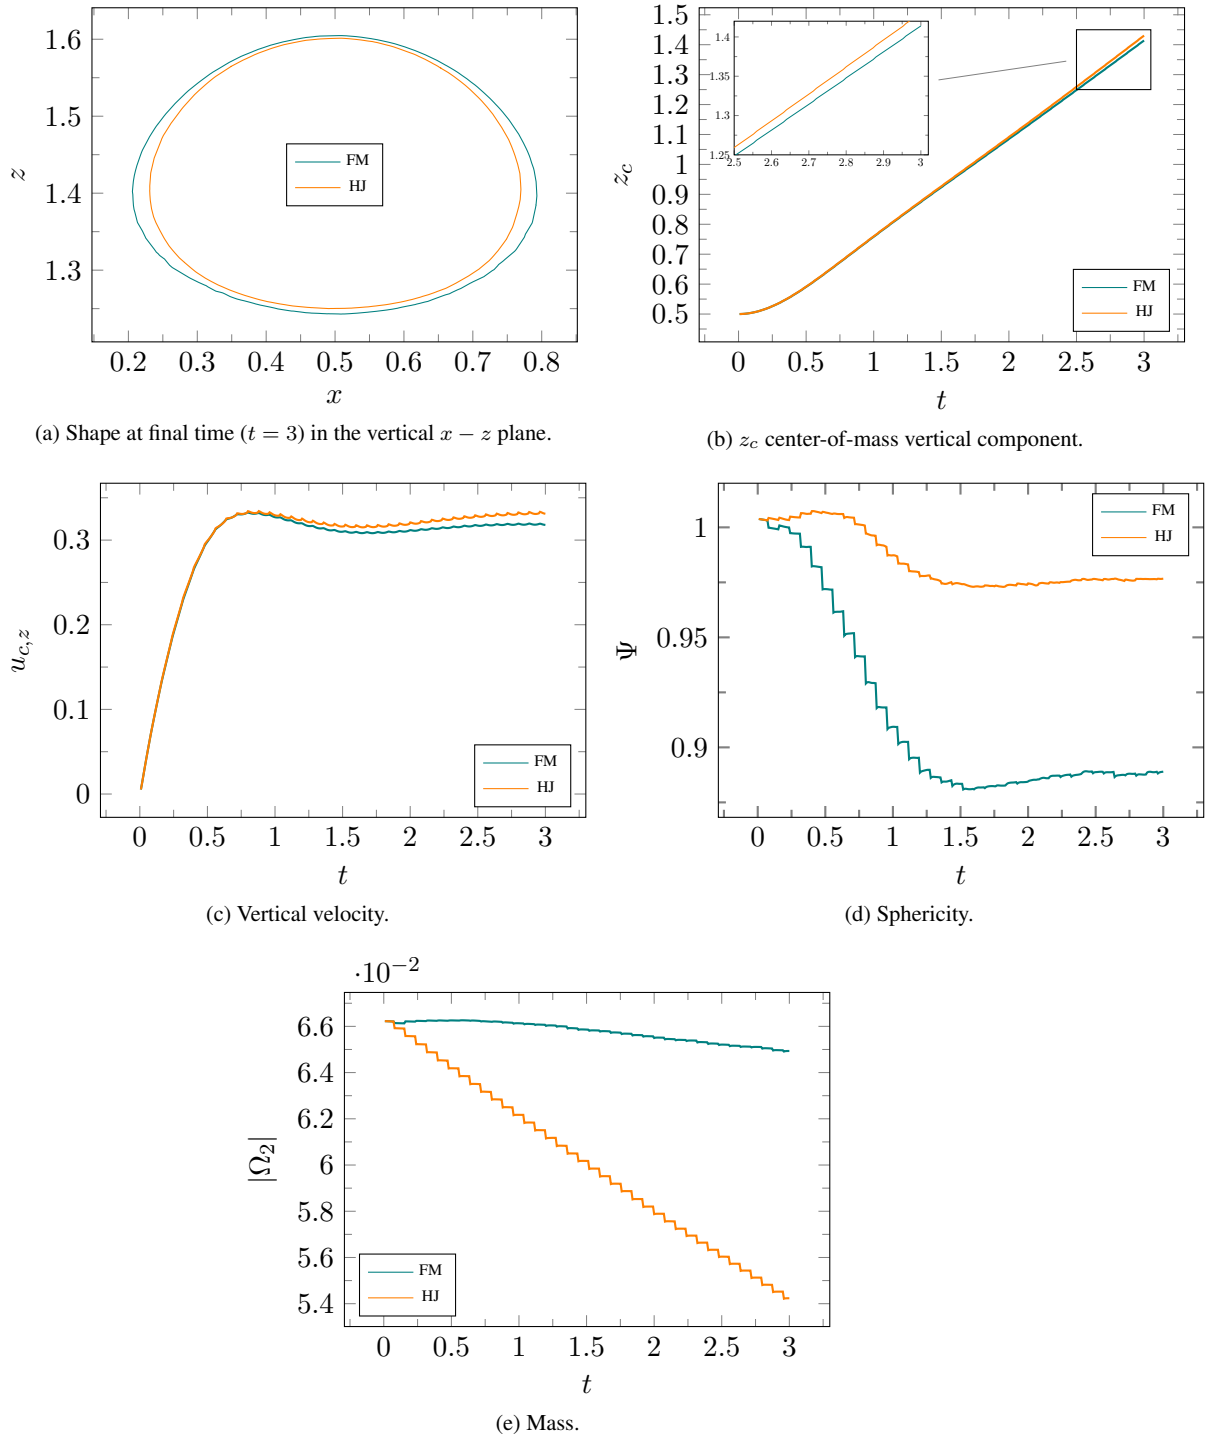 1.6
1.5
1.4
1.3
z
FM
HJ
0.2 0.3 0.4 0.5 0.6 0.7 0.8
x
(a) Shape at final time (t = 3) in the vertical x − z plane.
1.5
1.4
1.3
1.2
1.1
1
0.9
0.8
0.7
0.6
0.5
z_c
1.4
1.35
1.3
1.25
2.5 2.6 2.7 2.8 2.9 3
FM
HJ
0 0.5 1 1.5 2 2.5 3
t
(b) z_c center-of-mass vertical component.
0.3
0.2
0.1
0
u_{c,z}
FM
HJ
0 0.5 1 1.5 2 2.5 3
t
(c) Vertical velocity.
1
0.95
0.9
Ψ
FM
HJ
0 0.5 1 1.5 2 2.5 3
t
(d) Sphericity.
·10⁻²
6.6
6.4
6.2
6
5.8
5.6
5.4
|Ω₂|
FM
HJ
0 0.5 1 1.5 2 2.5 3
t
(e) Mass.